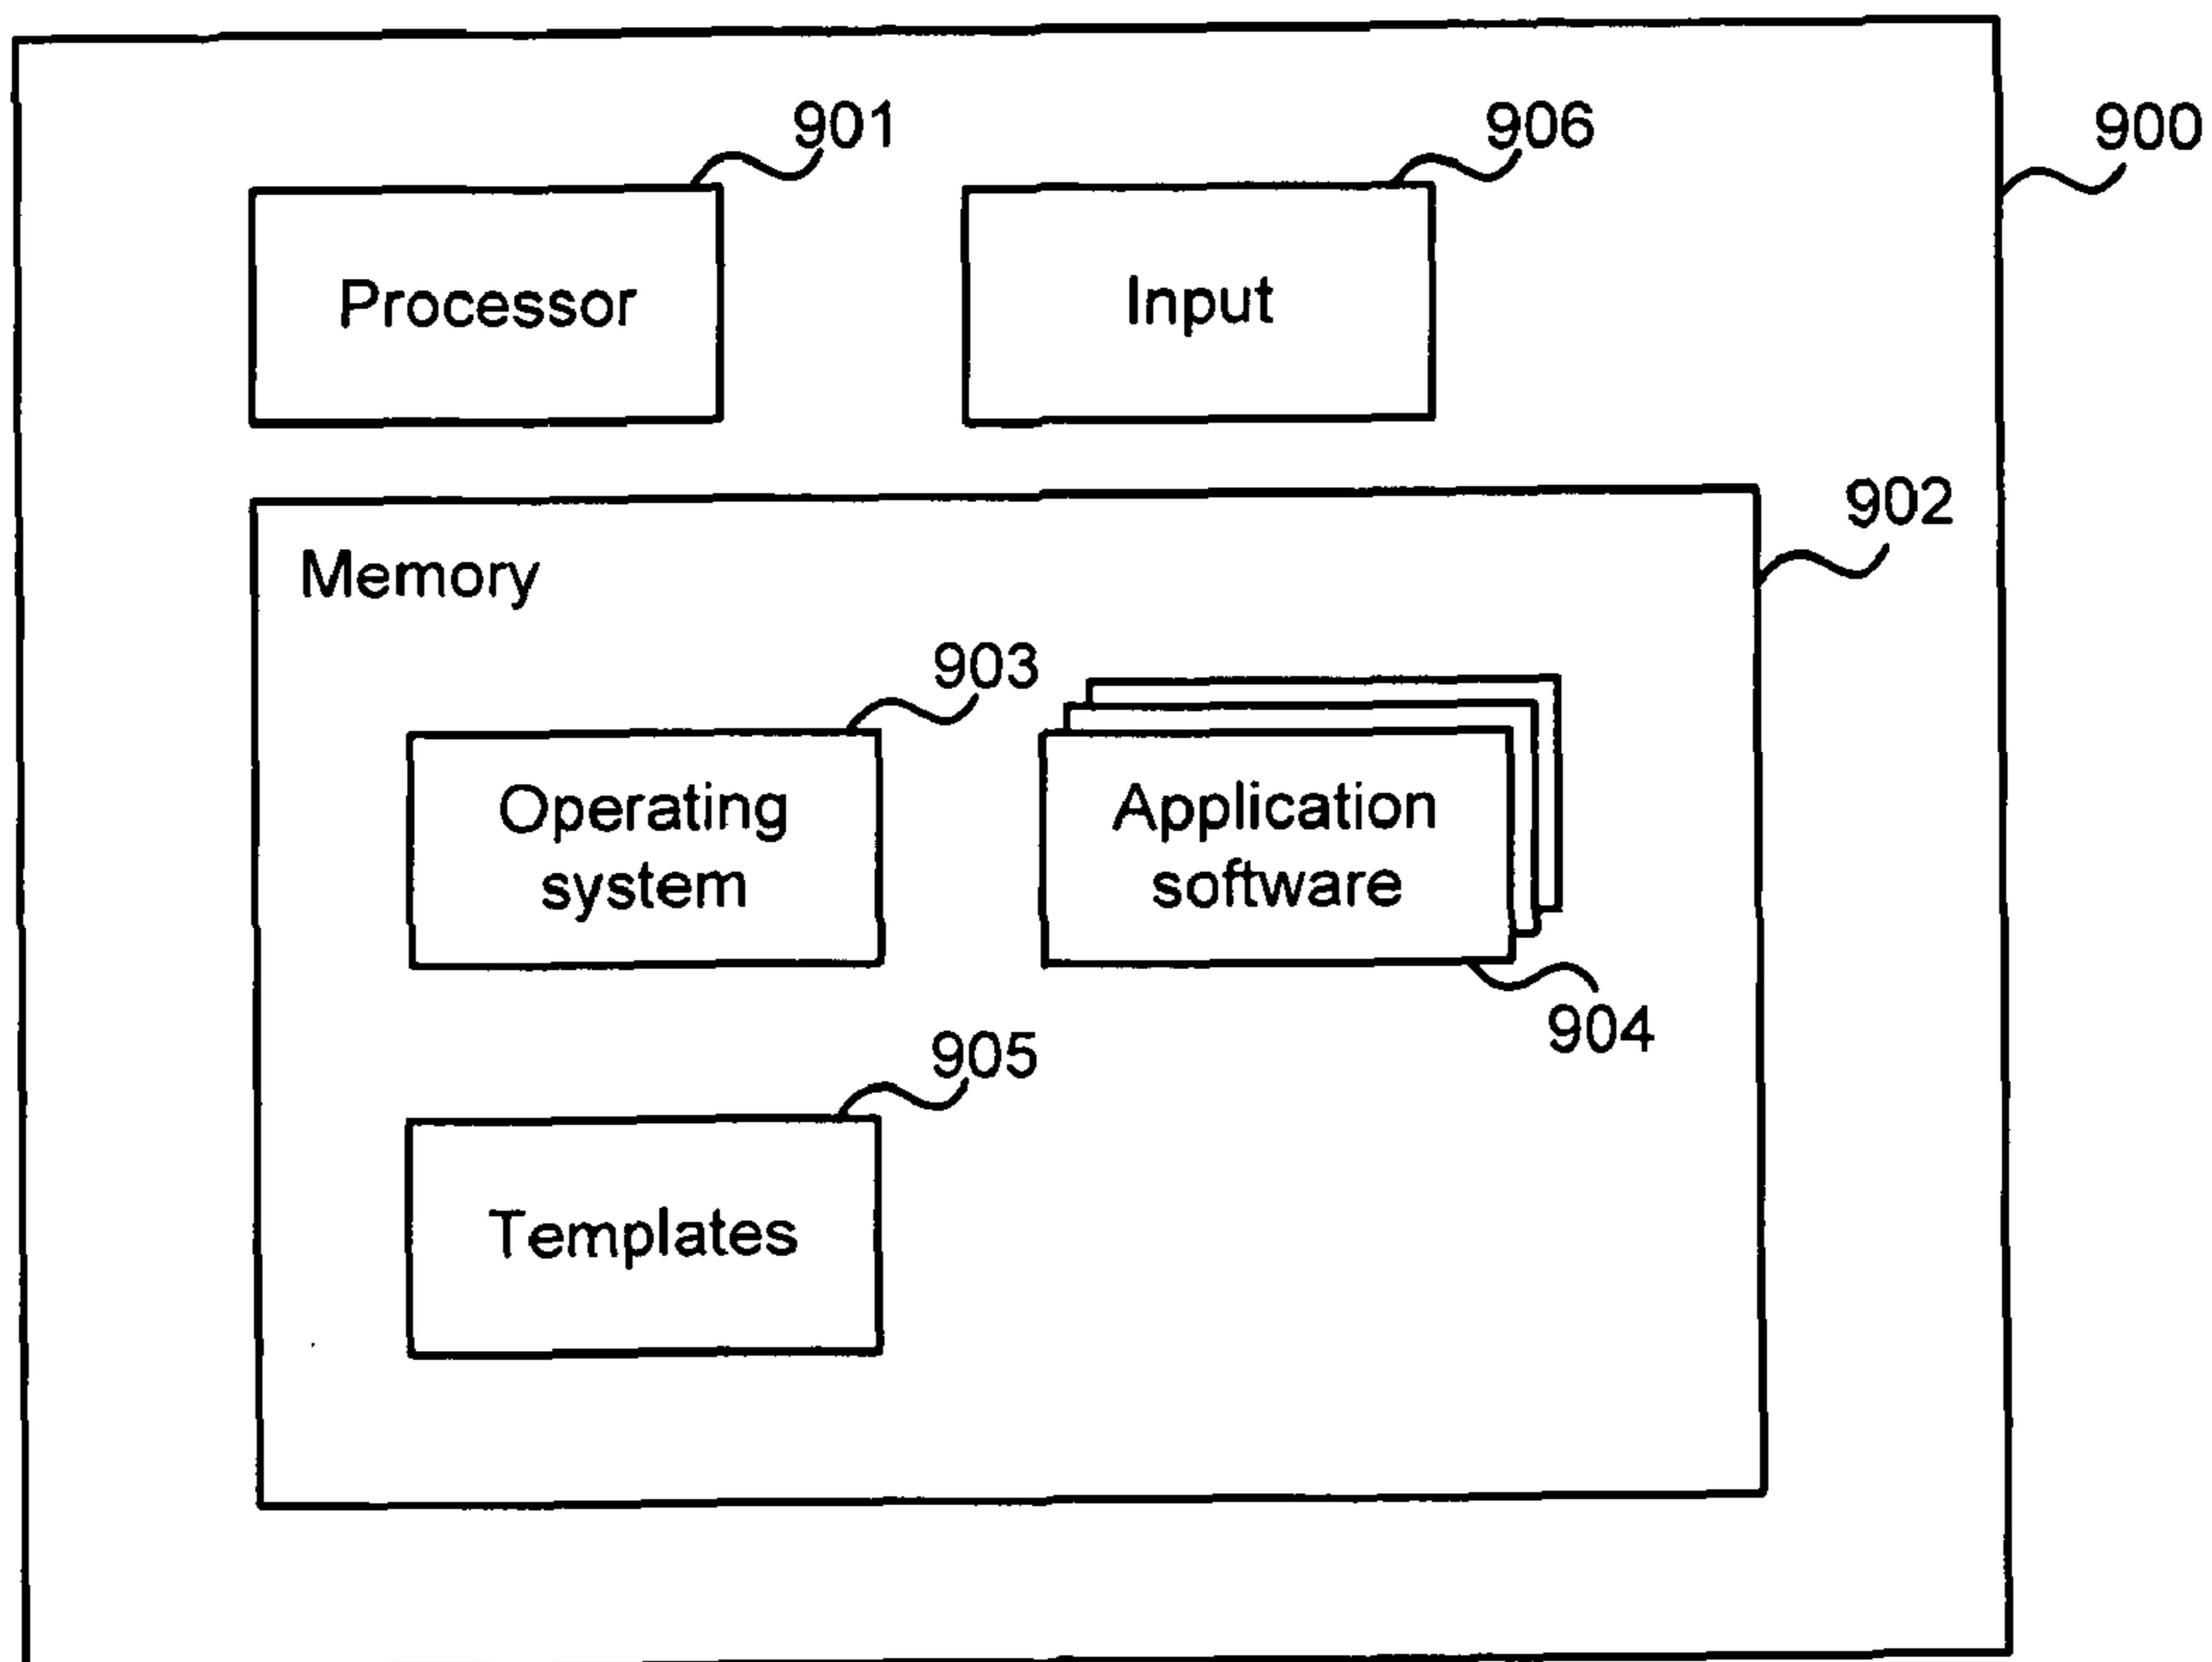 901
906
900
Processor
Input
902
Memory
903
Operating
system
Application
software
904
905
Templates